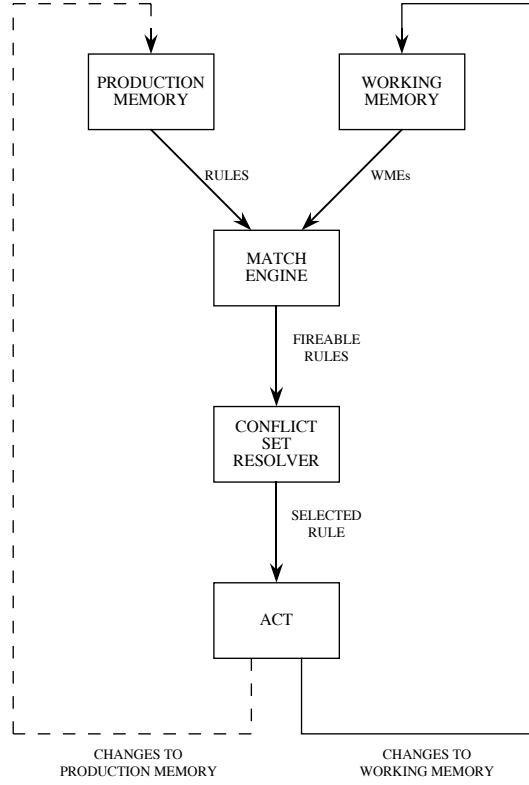 PRODUCTION
MEMORY
WORKING
MEMORY
RULES
WMEs
MATCH
ENGINE
FIREABLE
RULES
CONFLICT
SET
RESOLVER
SELECTED
RULE
ACT
CHANGES TO
PRODUCTION MEMORY
CHANGES TO
WORKING MEMORY